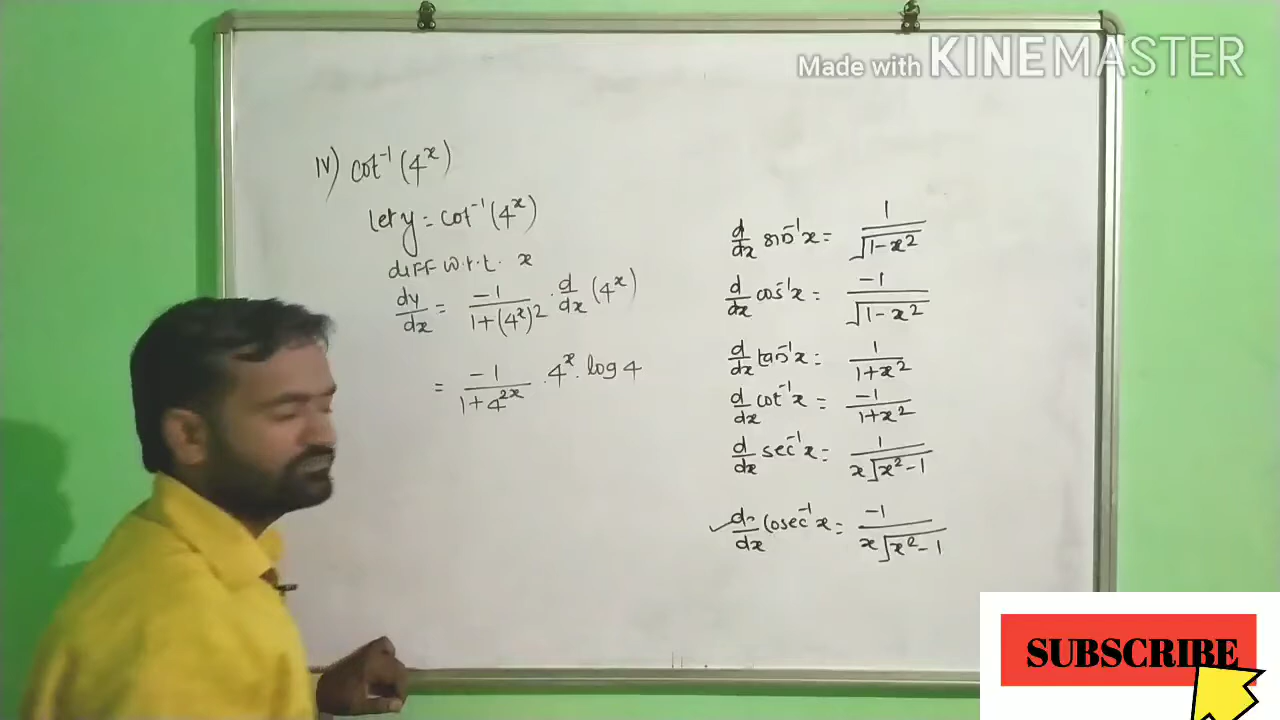 Made with KINEMASTER
IV) cot⁻¹(4ˣ)
let y = cot⁻¹(4ˣ)
diff w.r.t. x
dy/dx = -1/1+(4ˣ)² · d/dx (4ˣ)
= -1/1+4²ˣ · 4ˣ · log 4
d/dx sin⁻¹x = 1/√1-x²
d/dx cos⁻¹x = -1/√1-x²
d/dx tan⁻¹x = 1/1+x²
d/dx cot⁻¹x = -1/1+x²
d/dx sec⁻¹x = 1/x√x²-1
✓ d/dx cosec⁻¹x = -1/x√x²-1
SUBSCRIBE